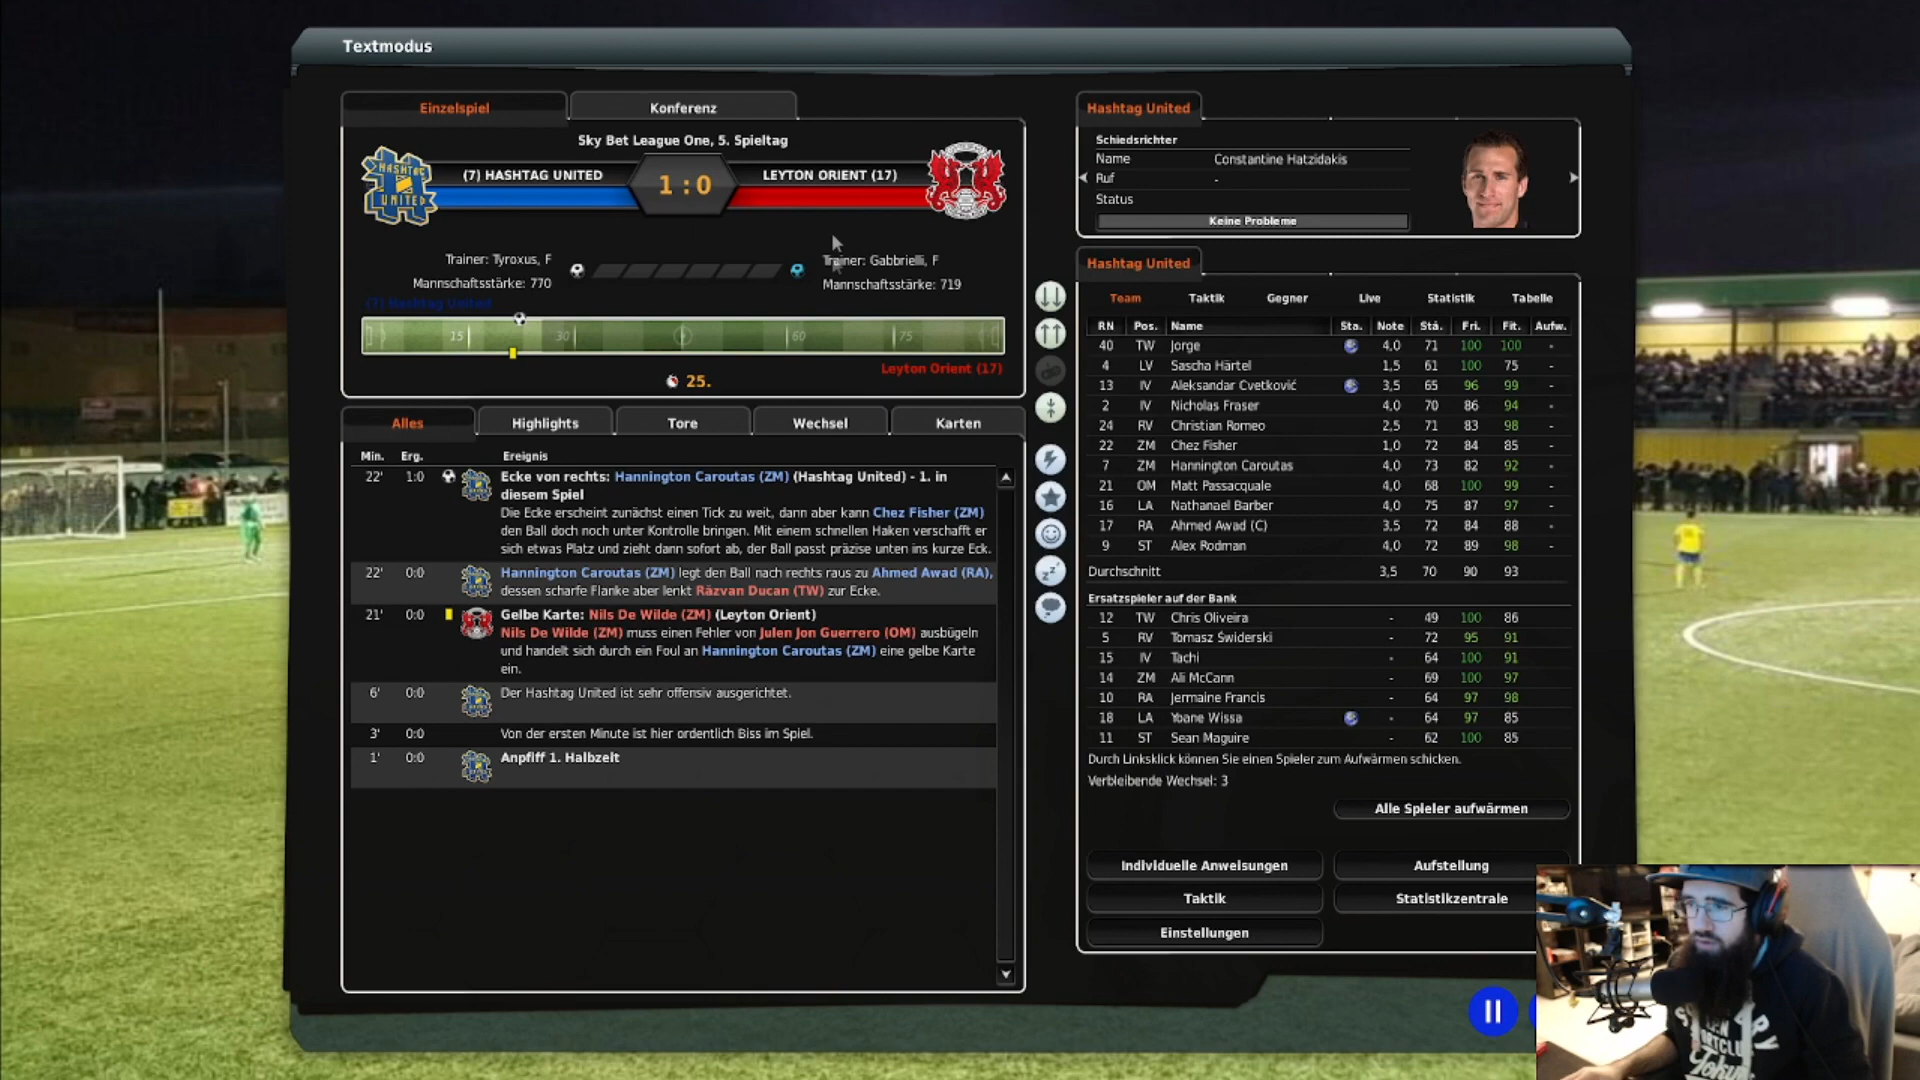 Textmodus
Einzelspiel
Konferenz
Sky Bet League One, 5. Spieltag
HASHTAG
UNITED
(7) HASHTAG UNITED
1 : 0
LEYTON ORIENT (17)
Trainer: Tyroxus, F
Trainer: Gabbrielli, F
Mannschaftsstärke: 770
Mannschaftsstärke: 719
(7) Hashtag United
15
30
60
75
Leyton Orient (17)
25.
Alles
Highlights
Tore
Wechsel
Karten
Min. Erg. Ereignis
22' 1:0 Ecke von rechts: Hannington Caroutas (ZM) (Hashtag United) - 1. in
diesem Spiel
Die Ecke erscheint zunächst einen Tick zu weit, dann aber kann Chez Fisher (ZM)
den Ball doch noch unter Kontrolle bringen. Mit einem schnellen Haken verschafft er
sich etwas Platz und zieht dann sofort ab, der Ball passt präzise unten ins kurze Eck.
22' 0:0 Hannington Caroutas (ZM) legt den Ball nach rechts raus zu Ahmed Awad (RA),
dessen scharfe Flanke aber lenkt Răzvan Ducan (TW) zur Ecke.
21' 0:0 Gelbe Karte: Nils De Wilde (ZM) (Leyton Orient)
Nils De Wilde (ZM) muss einen Fehler von Julen Jon Guerrero (OM) ausbügeln
und handelt sich durch ein Foul an Hannington Caroutas (ZM) eine gelbe Karte
ein.
6' 0:0 Der Hashtag United ist sehr offensiv ausgerichtet.
3' 0:0 Von der ersten Minute ist hier ordentlich Biss im Spiel.
1' 0:0 Anpfiff 1. Halbzeit
Hashtag United
Schiedsrichter
Name Constantine Hatzidakis
Ruf -
Status
Keine Probleme
Hashtag United
Team Taktik Gegner Live Statistik Tabelle
RN Pos. Name Sta. Note Stä. Fri. Fit. Aufw.
40 TW Jorge 4,0 71 100 100 -
4 LV Sascha Härtel 1,5 61 100 75 -
13 IV Aleksandar Cvetković 3,5 65 96 99 -
2 IV Nicholas Fraser 4,0 70 86 94 -
24 RV Christian Romeo 2,5 71 83 98 -
22 ZM Chez Fisher 1,0 72 84 85 -
7 ZM Hannington Caroutas 4,0 73 82 92 -
21 OM Matt Passacquale 4,0 68 100 99 -
16 LA Nathanael Barber 4,0 75 87 97 -
17 RA Ahmed Awad (C) 3,5 72 84 88 -
9 ST Alex Rodman 4,0 72 89 98 -
Durchschnitt 3,5 70 90 93
Ersatzspieler auf der Bank
12 TW Chris Oliveira - 49 100 86
5 RV Tomasz Świderski - 72 95 91
15 IV Tachi - 64 100 91
14 ZM Ali McCann - 69 100 97
10 RA Jermaine Francis - 64 97 98
18 LA Yoane Wissa - 64 97 85
11 ST Sean Maguire - 62 100 85
Durch Linksklick können Sie einen Spieler zum Aufwärmen schicken.
Verbleibende Wechsel: 3
Alle Spieler aufwärmen
Individuelle Anweisungen
Aufstellung
Taktik
Statistikzentrale
Einstellungen